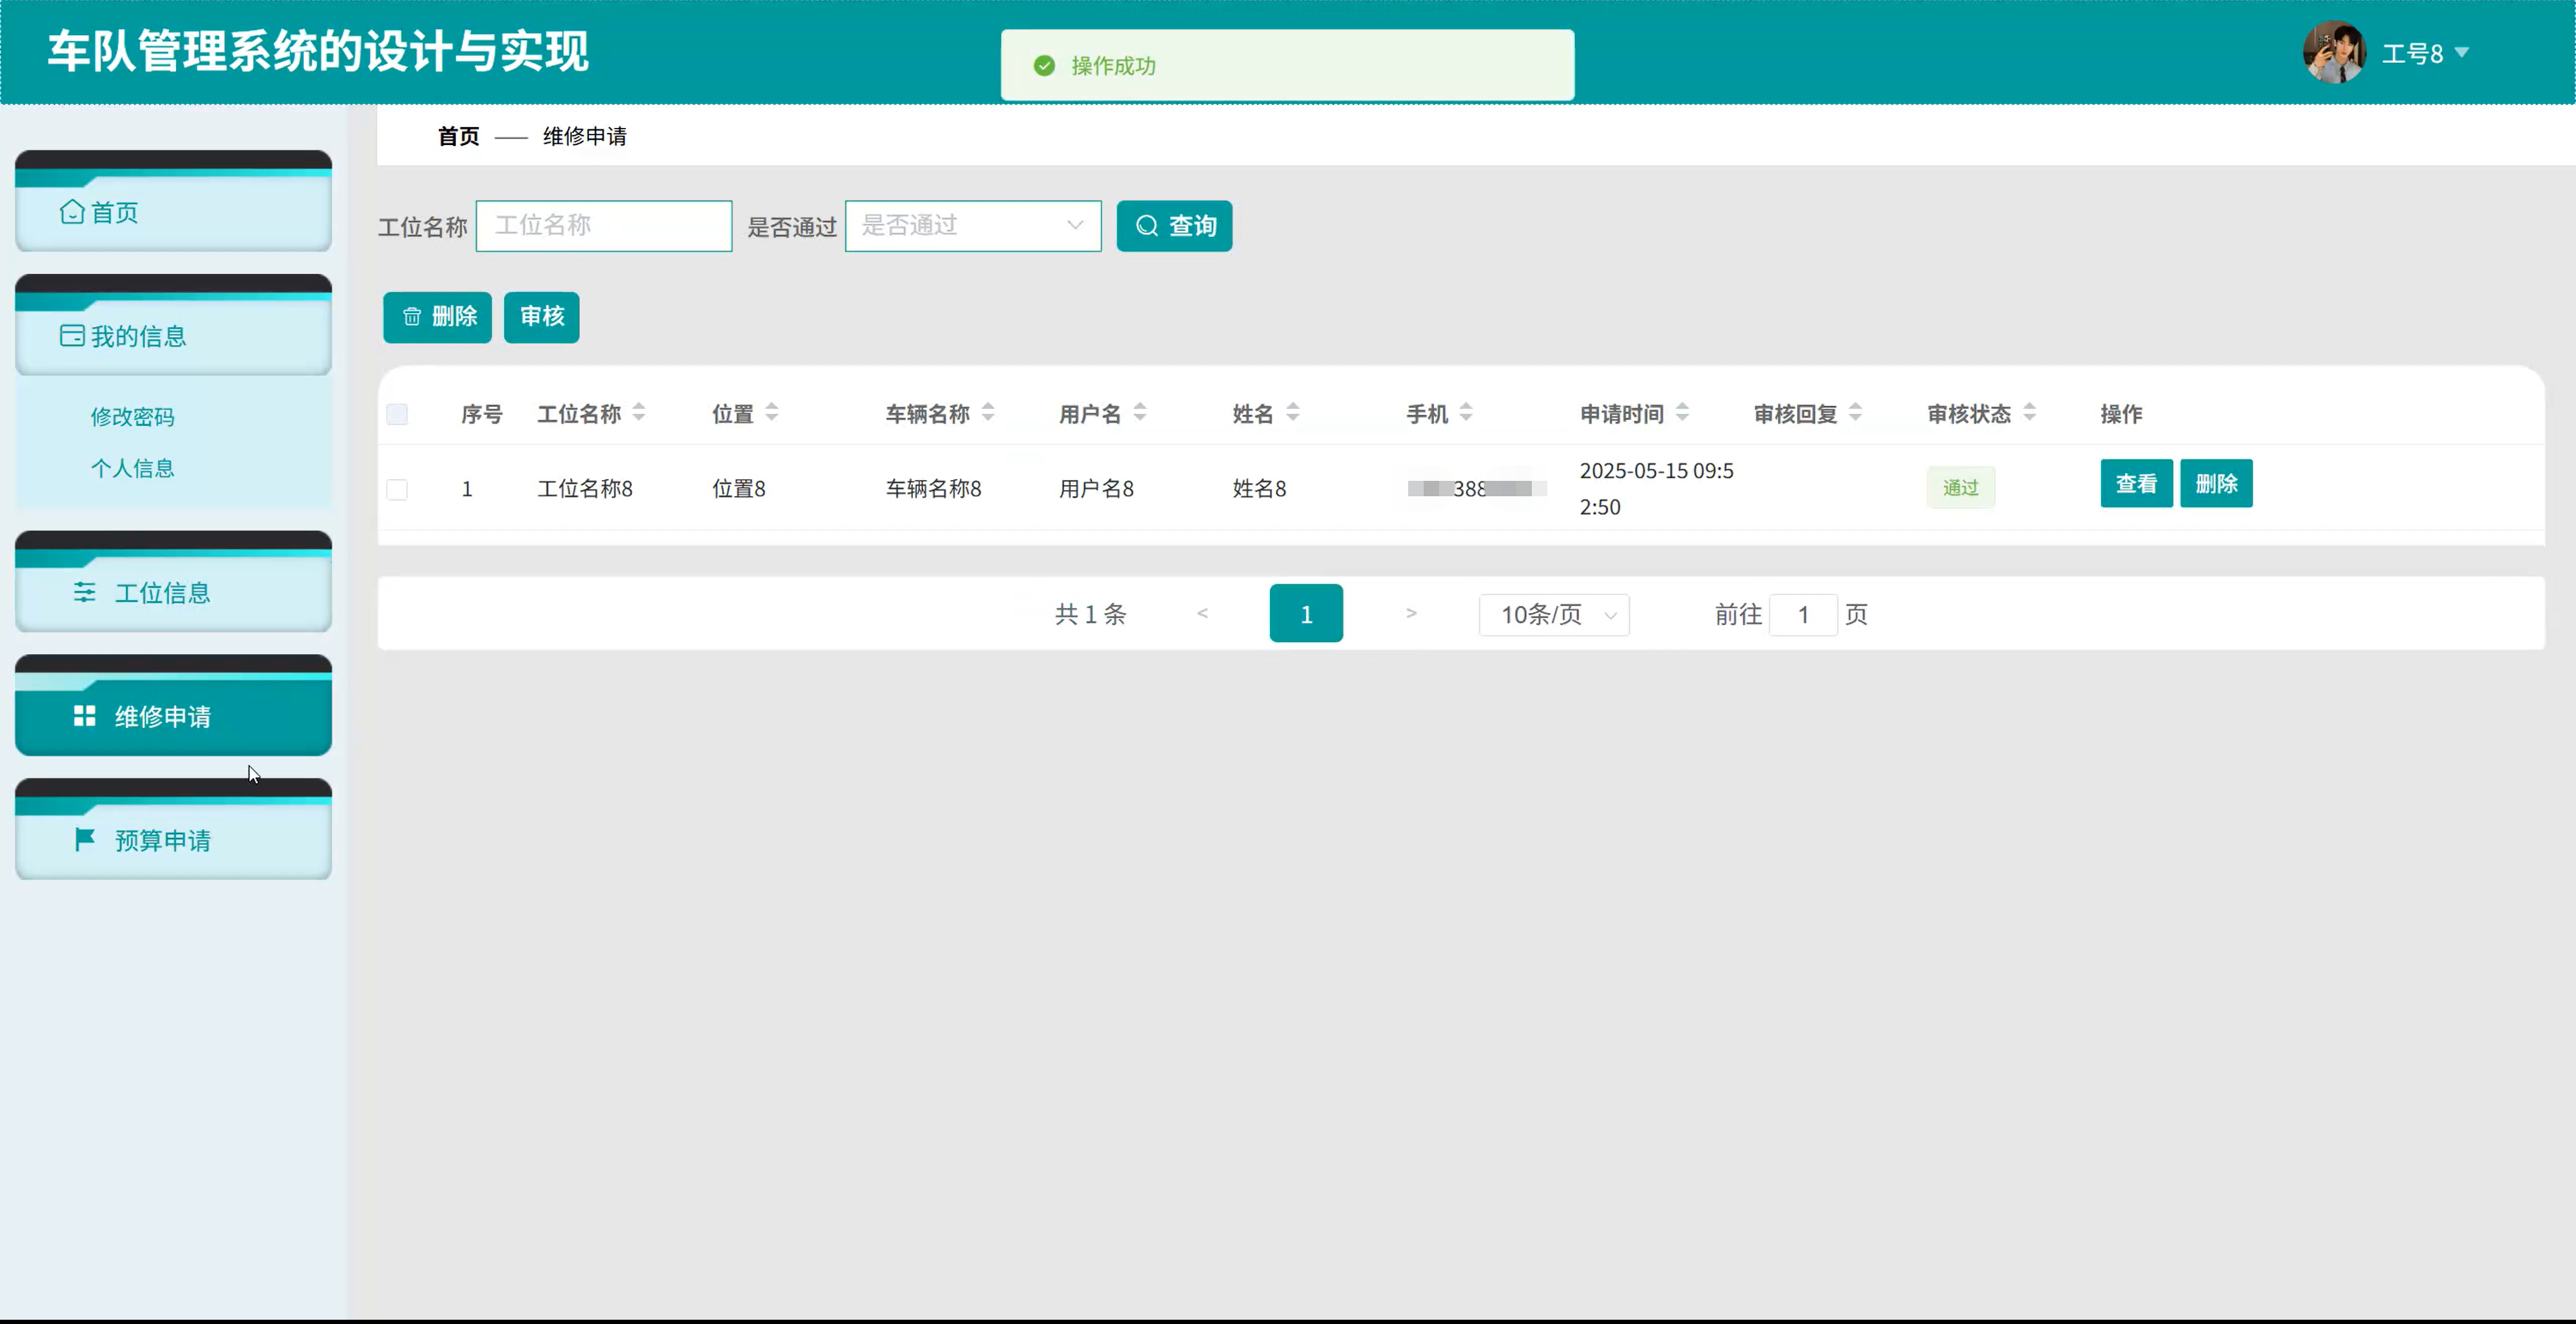 车队管理系统的设计与实现
操作成功
工号8
首页 —— 维修申请
首页
我的信息
修改密码
个人信息
工位信息
维修申请
预算申请
工位名称 工位名称 是否通过 是否通过 查询
删除 审核
序号 工位名称 位置 车辆名称 用户名 姓名 手机 申请时间 审核回复 审核状态 操作
1 工位名称8 位置8 车辆名称8 用户名8 姓名8 388 2025-05-15 09:5 通过 查看 删除
2:50
共 1 条 < 1 > 10条/页 前往 1 页